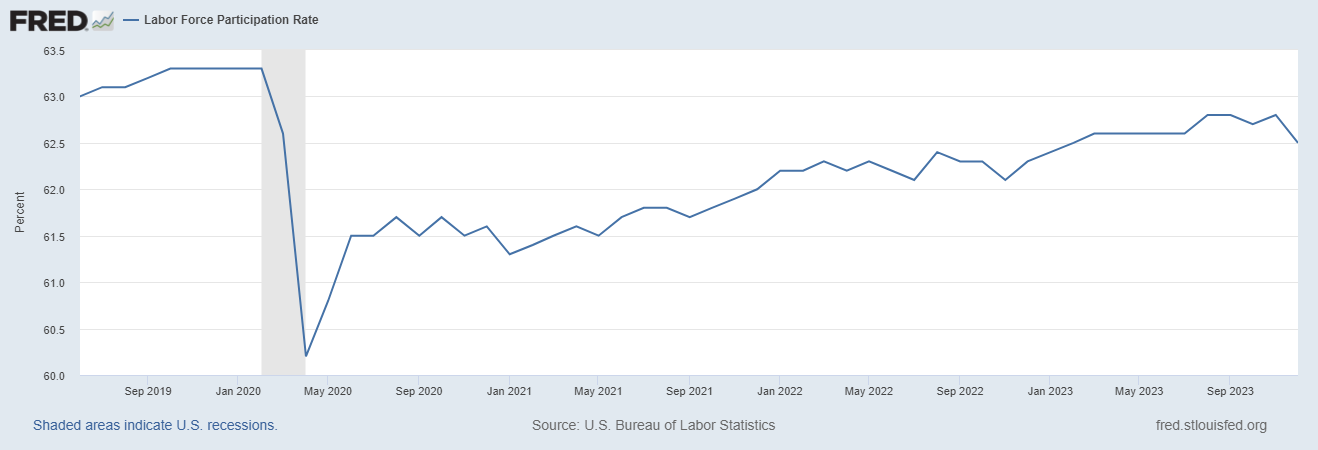 FRED. Labor Force Participation Rate
63.5
63.0
62.5
62.0
61.5
61.0
60.5
60.0
Percent
Sep 2019 Jan 2020 May 2020 Sep 2020 Jan 2021 May 2021 Sep 2021 Jan 2022 May 2022 Sep 2022 Jan 2023 May 2023 Sep 2023
Shaded areas indicate U.S. recessions. Source: U.S. Bureau of Labor Statistics fred.stlouisfed.org